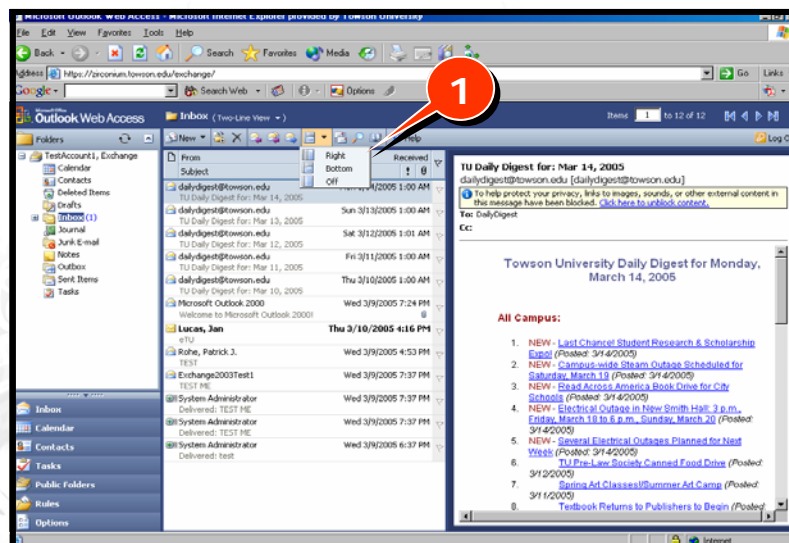 Microsoft Outlook Web Access - Microsoft Internet Explorer provided by Towson University
File Edit View Favorites Tools Help
Back Search Favorites Media
Address https://zirconium.towson.edu/exchange/ Go Links
Google Search Web Options
Outlook Web Access Inbox (Two-Line View) Items 1 to 12 of 12
Folders New Help Log O
1
Right
Bottom
Off
TestAccount1, Exchange
Calendar
Contacts
Deleted Items
Drafts
Inbox (1)
Journal
Junk E-mail
Notes
Outbox
Sent Items
Tasks
Inbox
Calendar
Contacts
Tasks
Public Folders
Rules
Options
From Received
Subject
dailydigest@towson.edu Mon 3/14/2005 1:00 AM
TU Daily Digest for: Mar 14, 2005
dailydigest@towson.edu Sun 3/13/2005 1:00 AM
TU Daily Digest for: Mar 13, 2005
dailydigest@towson.edu Sat 3/12/2005 1:01 AM
TU Daily Digest for: Mar 12, 2005
dailydigest@towson.edu Fri 3/11/2005 1:00 AM
TU Daily Digest for: Mar 11, 2005
dailydigest@towson.edu Thu 3/10/2005 1:00 AM
TU Daily Digest for: Mar 10, 2005
Microsoft Outlook 2000 Wed 3/9/2005 7:24 PM
Welcome to Microsoft Outlook 2000!
Lucas, Jan Thu 3/10/2005 4:16 PM
eTU
Rohe, Patrick J. Wed 3/9/2005 4:53 PM
TEST
Exchange2003Test1 Wed 3/9/2005 7:37 PM
TEST ME
System Administrator Wed 3/9/2005 7:37 PM
Delivered: TEST ME
System Administrator Wed 3/9/2005 7:37 PM
Delivered: TEST ME
System Administrator Wed 3/9/2005 6:37 PM
Delivered: test
TU Daily Digest for: Mar 14, 2005
dailydigest@towson.edu [dailydigest@towson.edu]
To help protect your privacy, links to images, sounds, or other external content in
this message have been blocked. Click here to unblock content.
To: DailyDigest
Cc:
Towson University Daily Digest for Monday,
March 14, 2005
All Campus:
1. NEW - Last Chance! Student Research & Scholarship
Expo! (Posted: 3/14/2005)
2. NEW - Campus-wide Steam Outage Scheduled for
Saturday, March 19 (Posted: 3/14/2005)
3. NEW - Read Across America Book Drive for City
Schools (Posted: 3/14/2005)
4. NEW - Electrical Outage in New Smith Hall: 3 p.m.,
Friday, March 18 to 6 p.m., Sunday, March 20 (Posted:
3/14/2005)
5. NEW - Several Electrical Outages Planned for Next
Week (Posted: 3/14/2005)
6. TU Pre-Law Society Canned Food Drive (Posted:
3/12/2005)
7. Spring Art Classes!/Summer Art Camp (Posted:
3/11/2005)
8. Textbook Returns to Publishers to Begin (Posted:
Internet